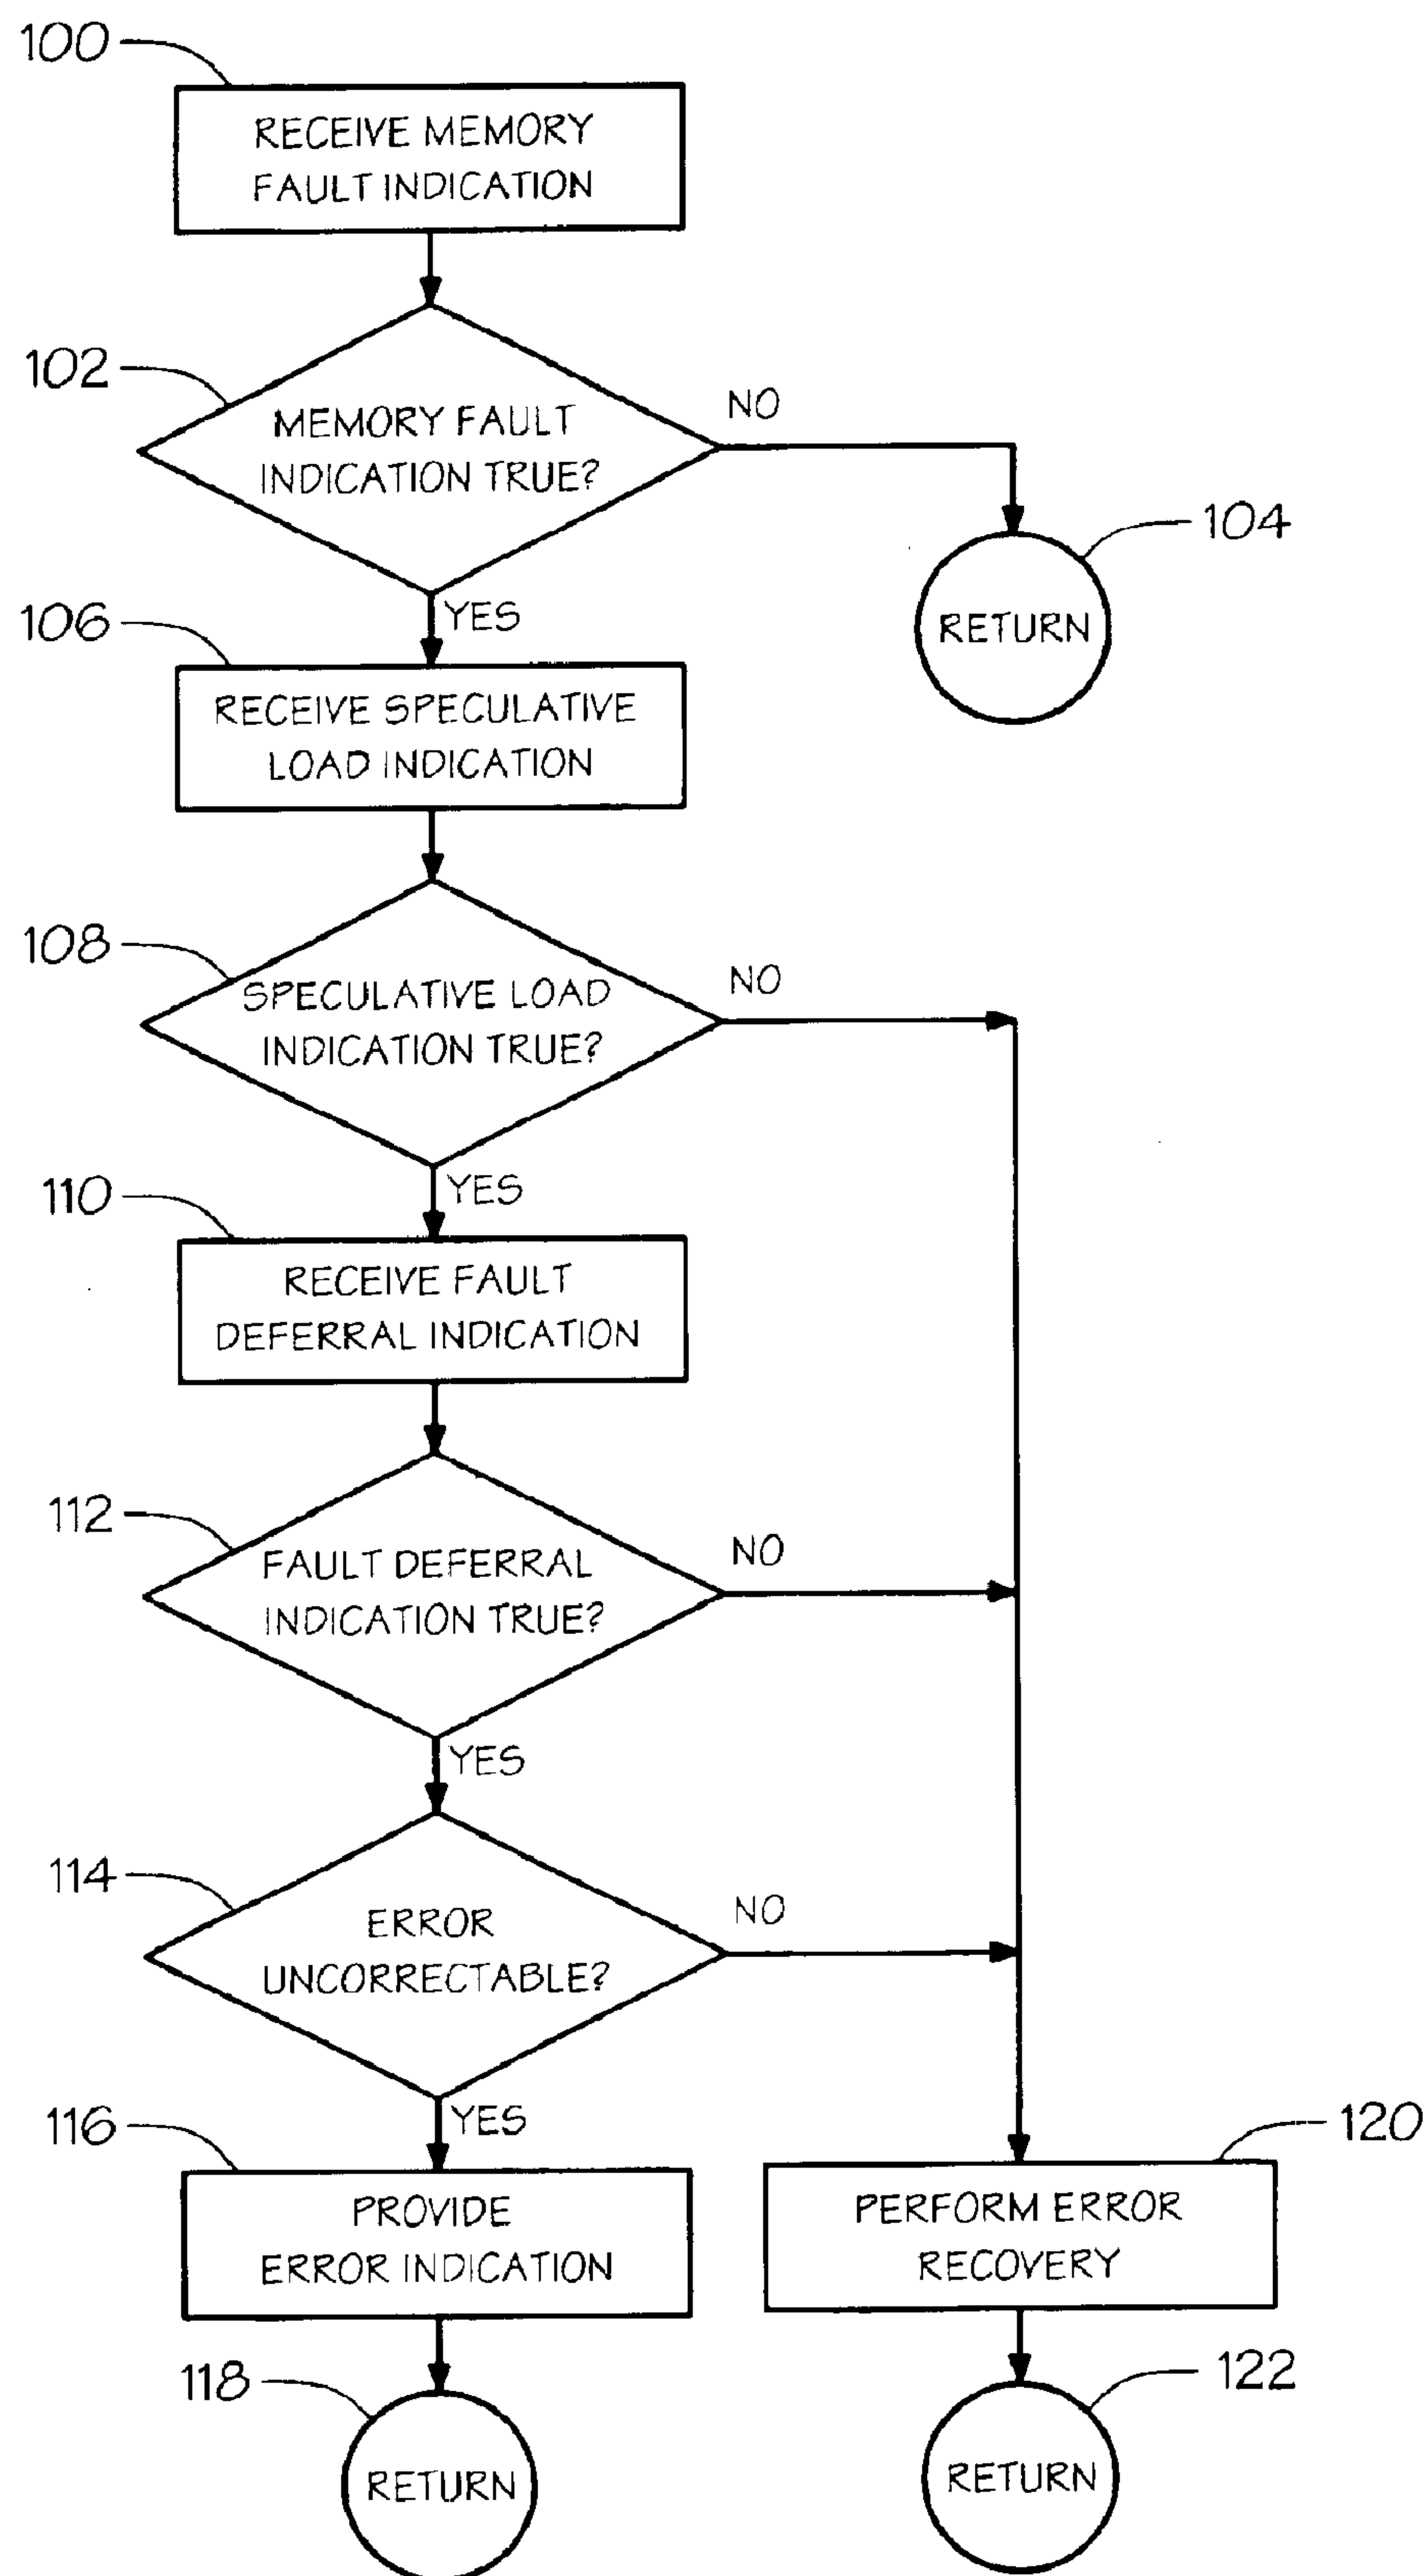 100
RECEIVE MEMORY
FAULT INDICATION
102
MEMORY FAULT
INDICATION TRUE?
NO
104
RETURN
YES
106
RECEIVE SPECULATIVE
LOAD INDICATION
108
SPECULATIVE LOAD
INDICATION TRUE?
NO
YES
110
RECEIVE FAULT
DEFERRAL INDICATION
112
FAULT DEFERRAL
INDICATION TRUE?
NO
YES
114
ERROR
UNCORRECTABLE?
NO
YES
116
PROVIDE
ERROR INDICATION
120
PERFORM ERROR
RECOVERY
118
RETURN
122
RETURN